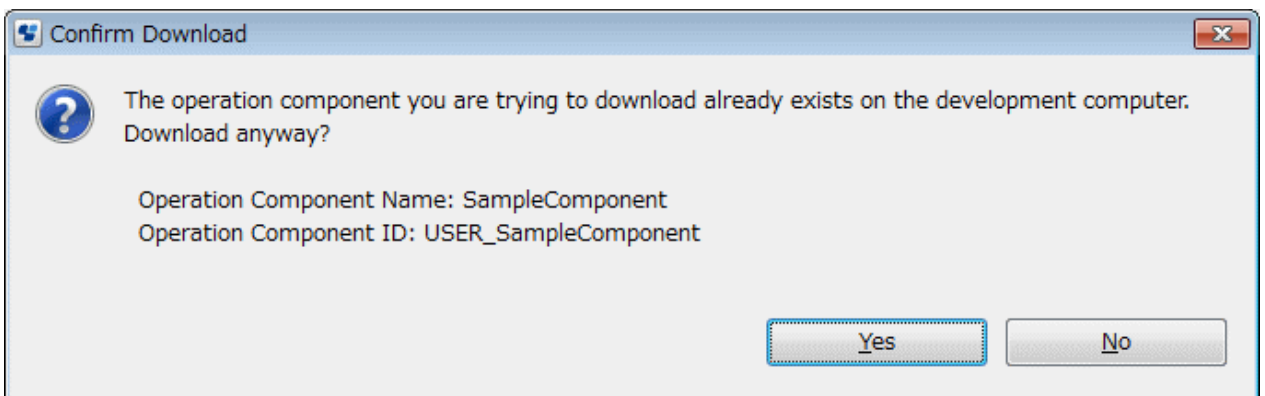 Confirm Download
The operation component you are trying to download already exists on the development computer.
Download anyway?
Operation Component Name: SampleComponent
Operation Component ID: USER_SampleComponent
Yes
No